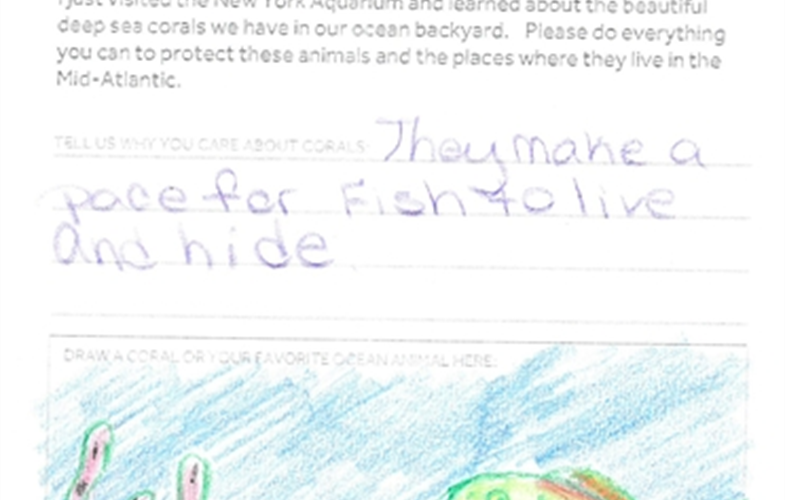 I just visited the New York Aquarium and learned about the beautiful
deep sea corals we have in our ocean backyard. Please do everything
you can to protect these animals and the places where they live in the
Mid-Atlantic.
TELL US WHY YOU CARE ABOUT CORALS: They make a
pace for Fish to live
and hide
DRAW A CORAL OR YOUR FAVORITE OCEAN ANIMAL HERE: